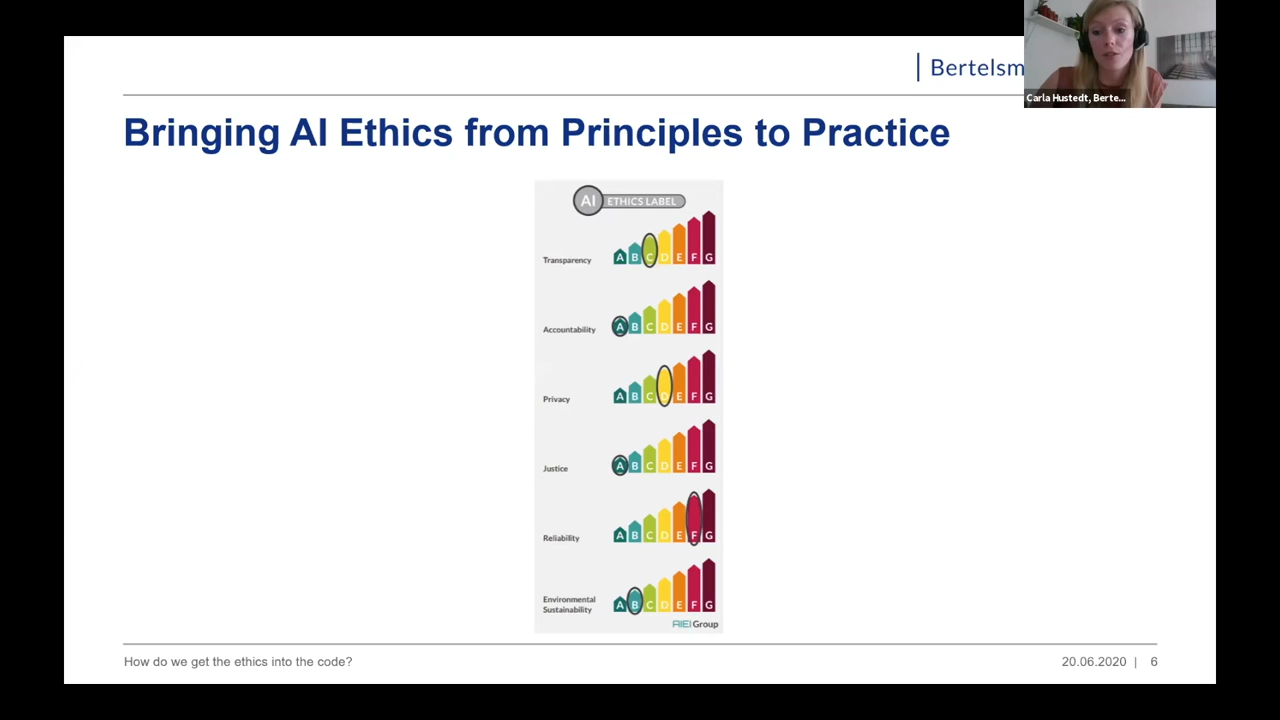 Bertelsm
Carla Hustedt, Berte...
Bringing AI Ethics from Principles to Practice
AI ETHICS LABEL
Transparency A B C D E F G
Accountability A B C D E F G
Privacy A B C D E F G
Justice A B C D E F G
Reliability A B C D E F G
Environmental
Sustainability A B C D E F G
AIEI Group
How do we get the ethics into the code?
20.06.2020 | 6